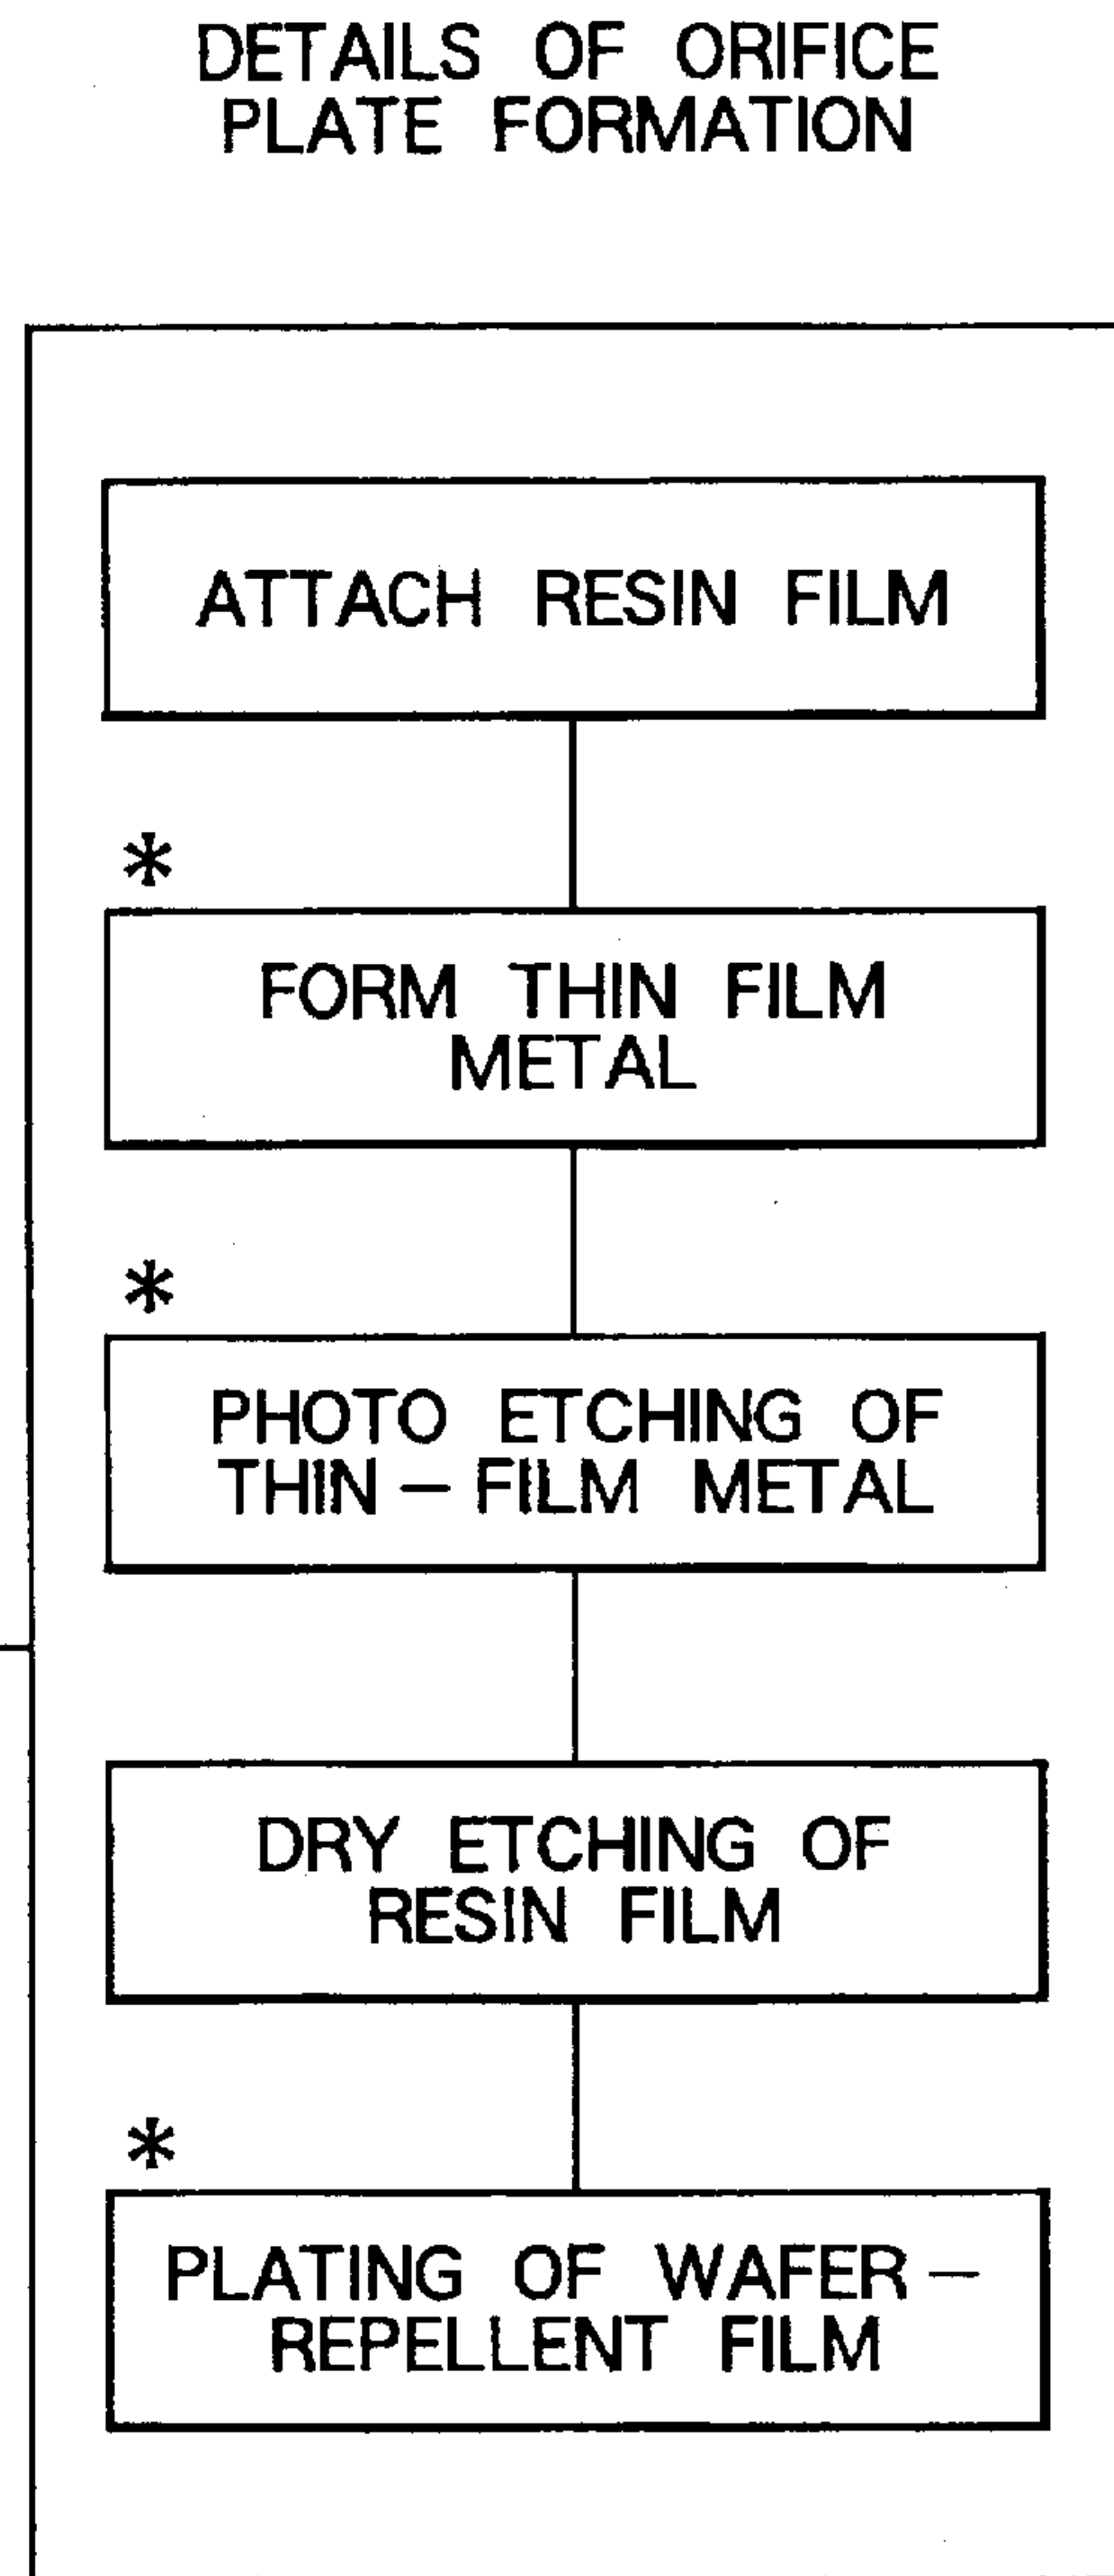 DETAILS OF ORIFICE
PLATE FORMATION
ATTACH RESIN FILM
*
FORM THIN FILM
METAL
*
PHOTO ETCHING OF
THIN - FILM METAL
DRY ETCHING OF
RESIN FILM
*
PLATING OF WAFER -
REPELLENT FILM